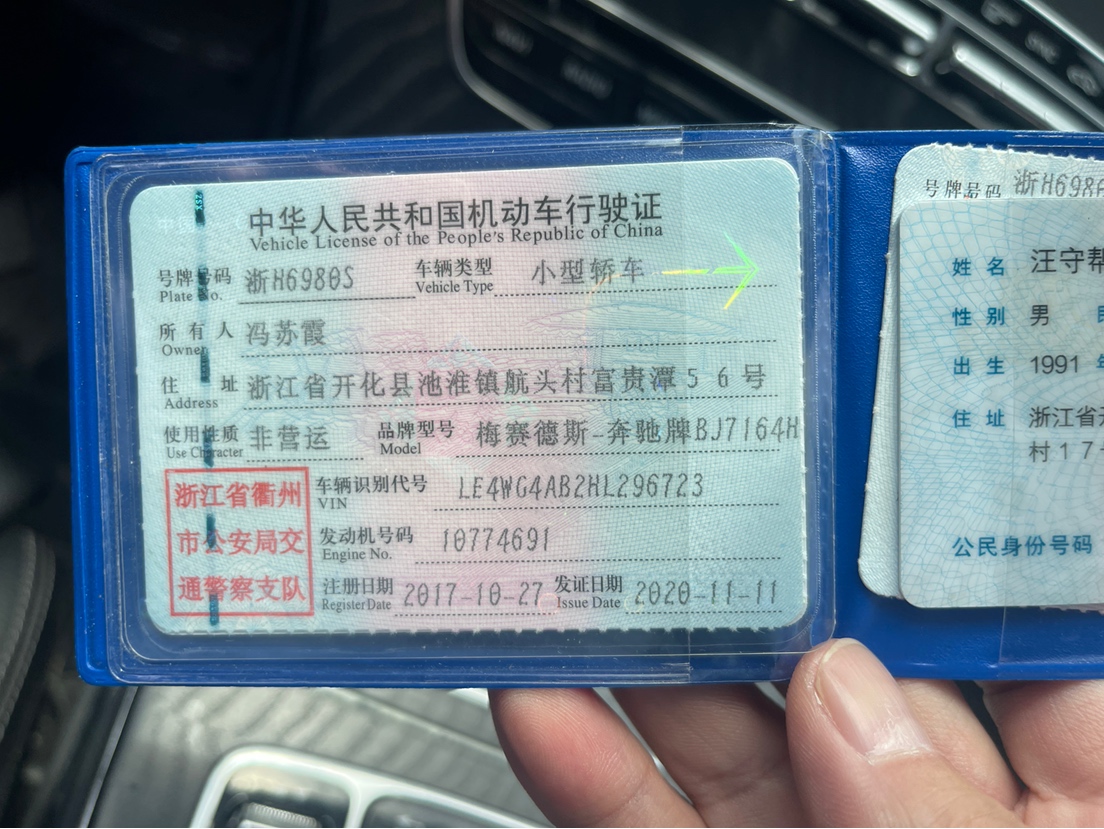 中华人民共和国机动车行驶证
Vehicle License of the People's Republic of China
号牌号码 浙H6980S 车辆类型 小型轿车
Plate No. Vehicle Type
所有人 冯苏霞
Owner
住址 浙江省开化县池淮镇航头村富贵潭56号
Address
使用性质 非营运 品牌型号 梅赛德斯-奔驰牌BJ7164H
Use Character Model
浙江省衢州
市公安局交
通警察支队
车辆识别代号 LE4WG4AB2HL296723
VIN
发动机号码 10774691
Engine No.
注册日期 2017-10-27 发证日期 2020-11-11
Register Date Issue Date
号牌号码 浙H698
姓名 汪守帮
性别 男
出生 1991 年
住址 浙江省开
村17
公民身份号码